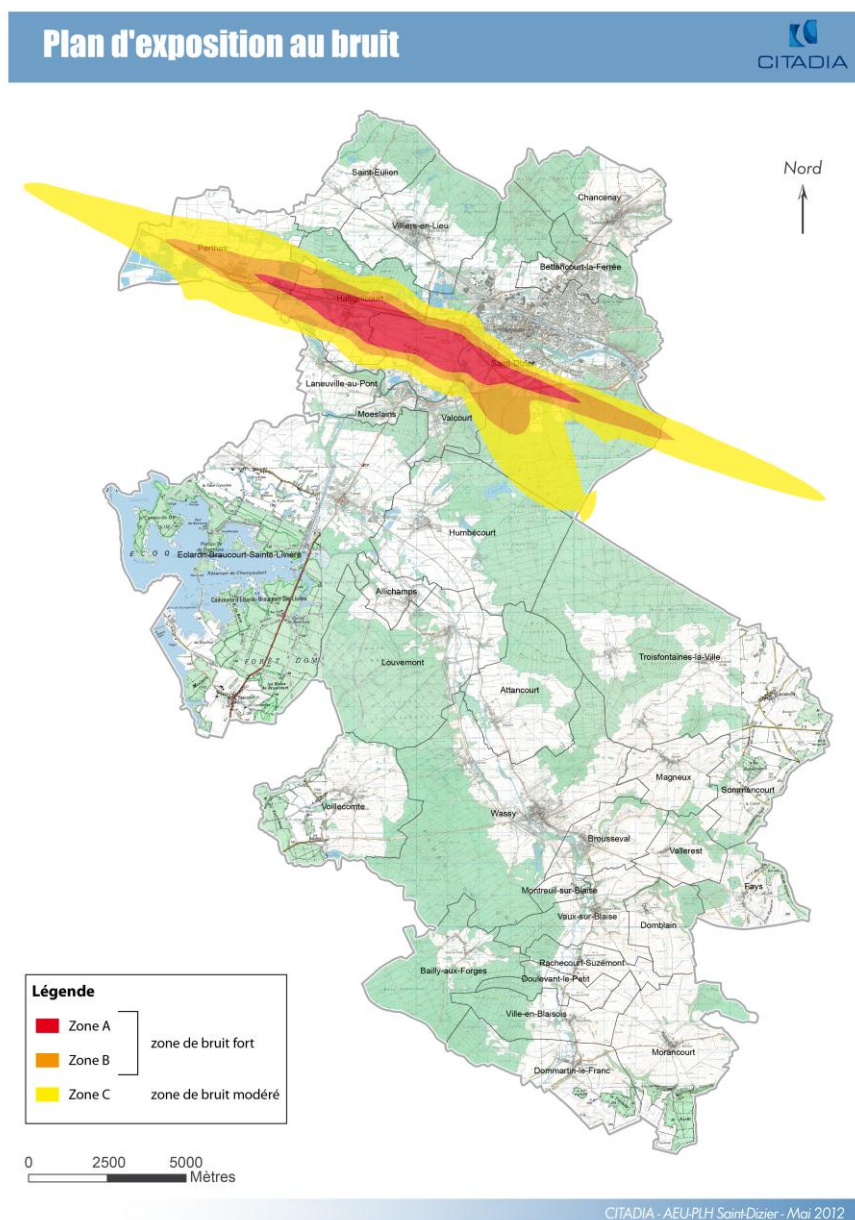 Plan d'exposition au bruit
CITADIA
Nord
Saint-Eulien
Chancenay
Villiers-en-Lieu
Perthes
Bettancourt-la-Ferrée
Hallignicourt
Saint-Dizier
Laneuville-au-Pont
Moeslains
Valcourt
Humbécourt
Eclaron-Braucourt-Sainte-Livière
Allichamps
Louvemont
Troisfontaines-la-Ville
Attancourt
Magneux
Sommancourt
Voillecomte
Wassy
Brousseval
Vallerest
Montreuil-sur-Blaise
Fays
Vaux-sur-Blaise
Domblain
Rachecourt-Suzémont
Bailly-aux-Forges
Doulevant-le-Petit
Ville-en-Blaisois
Morancourt
Dommartin-le-Franc
Légende
Zone A
Zone B
zone de bruit fort
Zone C
zone de bruit modéré
0 2500 5000
Mètres
CITADIA - AEU-PLH Saint-Dizier - Mai 2012